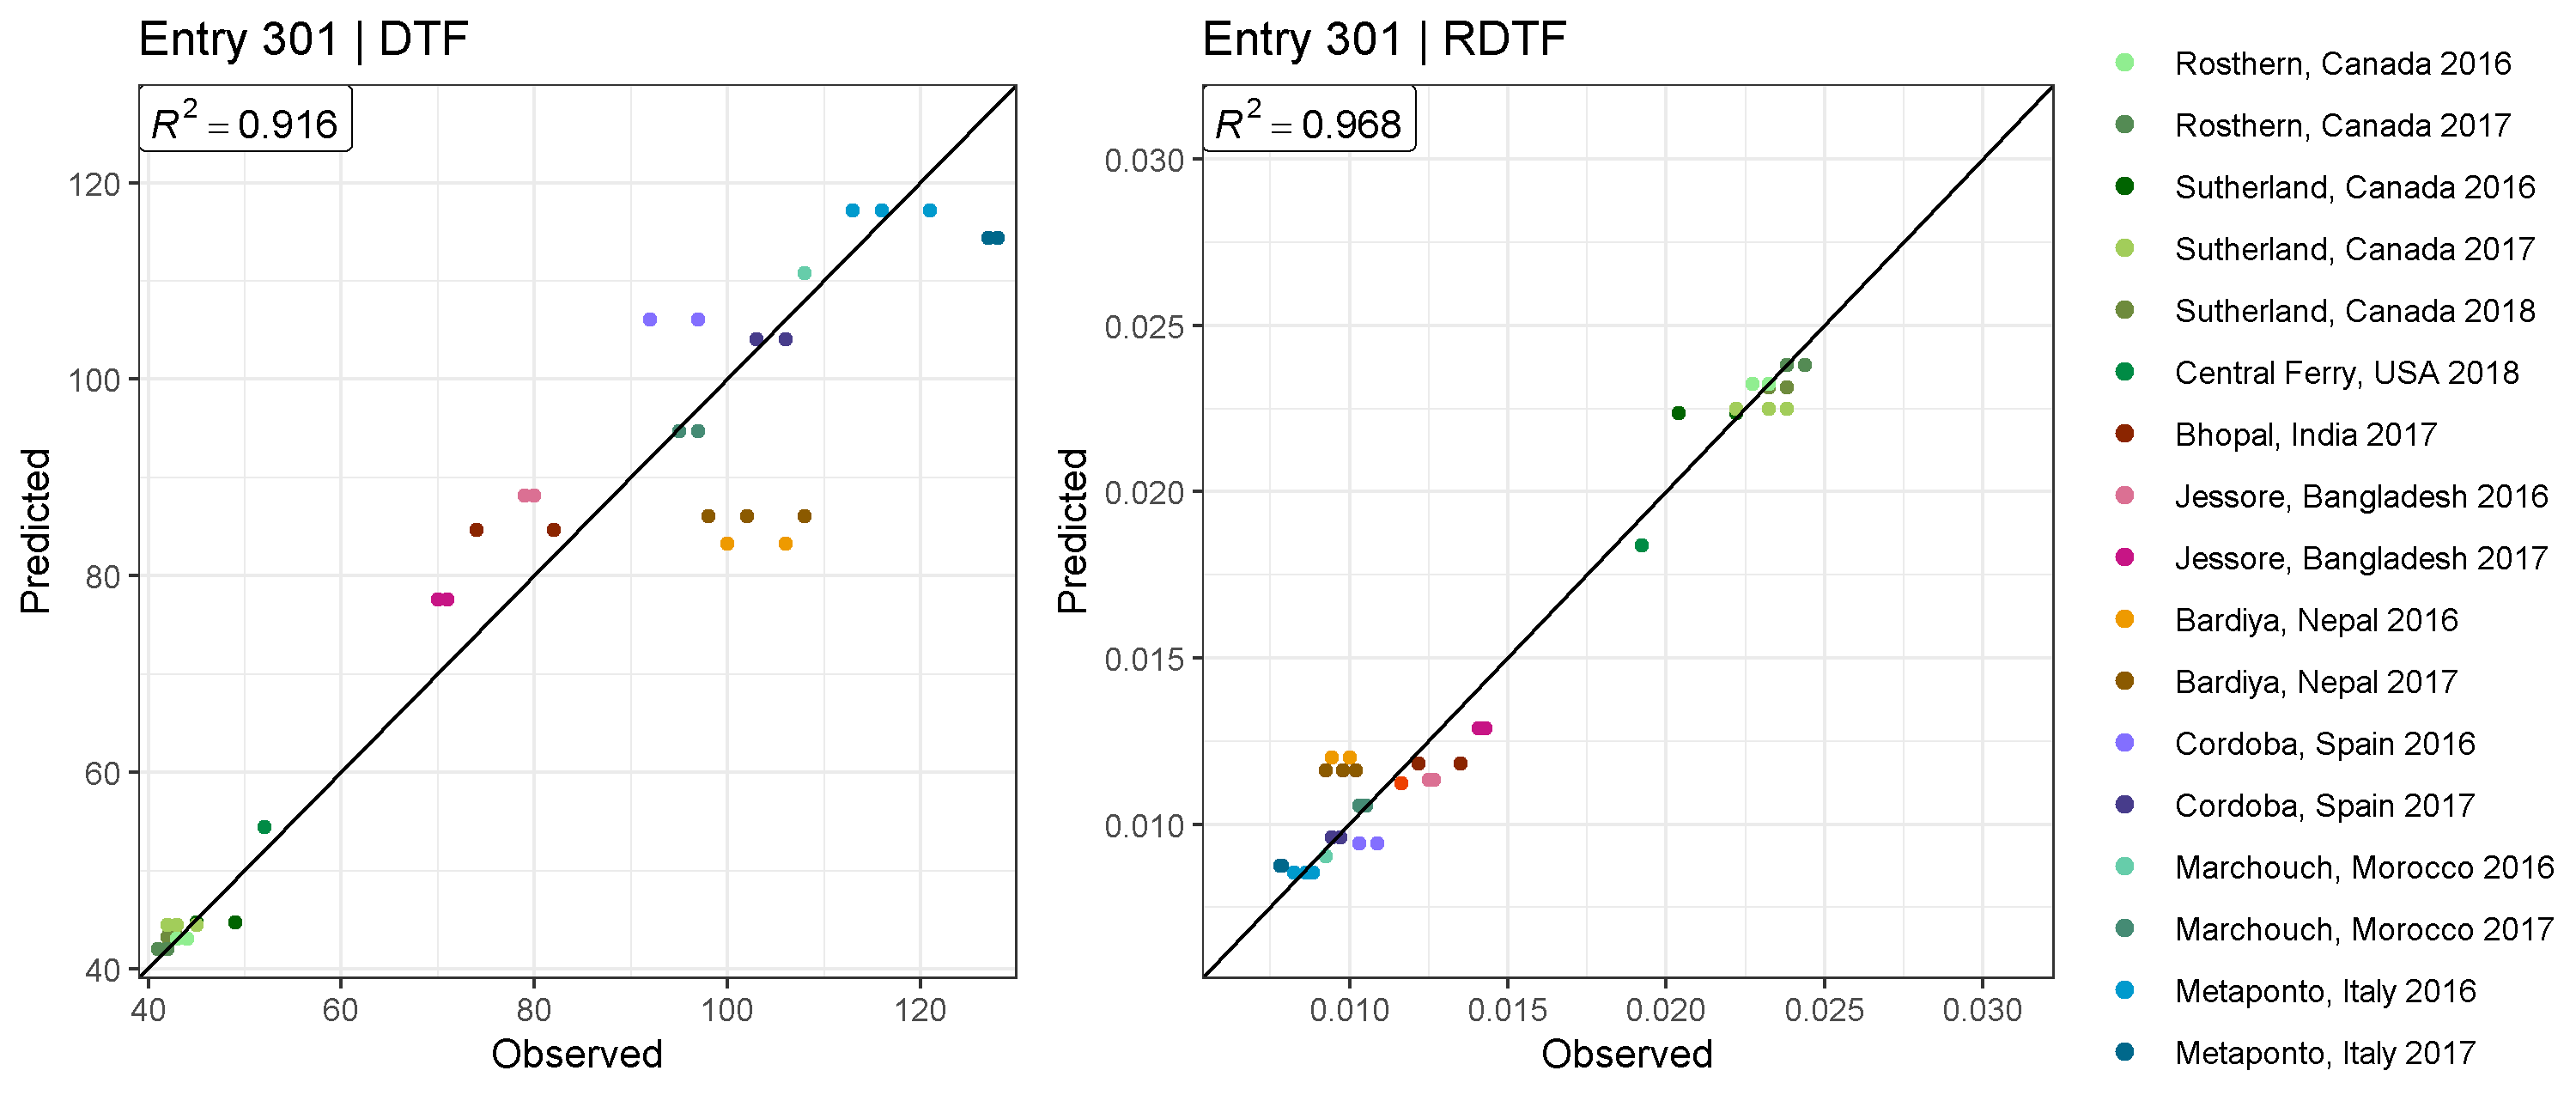 Entry 301 | DTF
R² = 0.916
120
100
80
60
40
Predicted
40 60 80 100 120
Observed
Entry 301 | RDTF
R² = 0.968
0.030
0.025
0.020
0.015
0.010
Predicted
0.010 0.015 0.020 0.025 0.030
Observed
Rosthern, Canada 2016
Rosthern, Canada 2017
Sutherland, Canada 2016
Sutherland, Canada 2017
Sutherland, Canada 2018
Central Ferry, USA 2018
Bhopal, India 2017
Jessore, Bangladesh 2016
Jessore, Bangladesh 2017
Bardiya, Nepal 2016
Bardiya, Nepal 2017
Cordoba, Spain 2016
Cordoba, Spain 2017
Marchouch, Morocco 2016
Marchouch, Morocco 2017
Metaponto, Italy 2016
Metaponto, Italy 2017